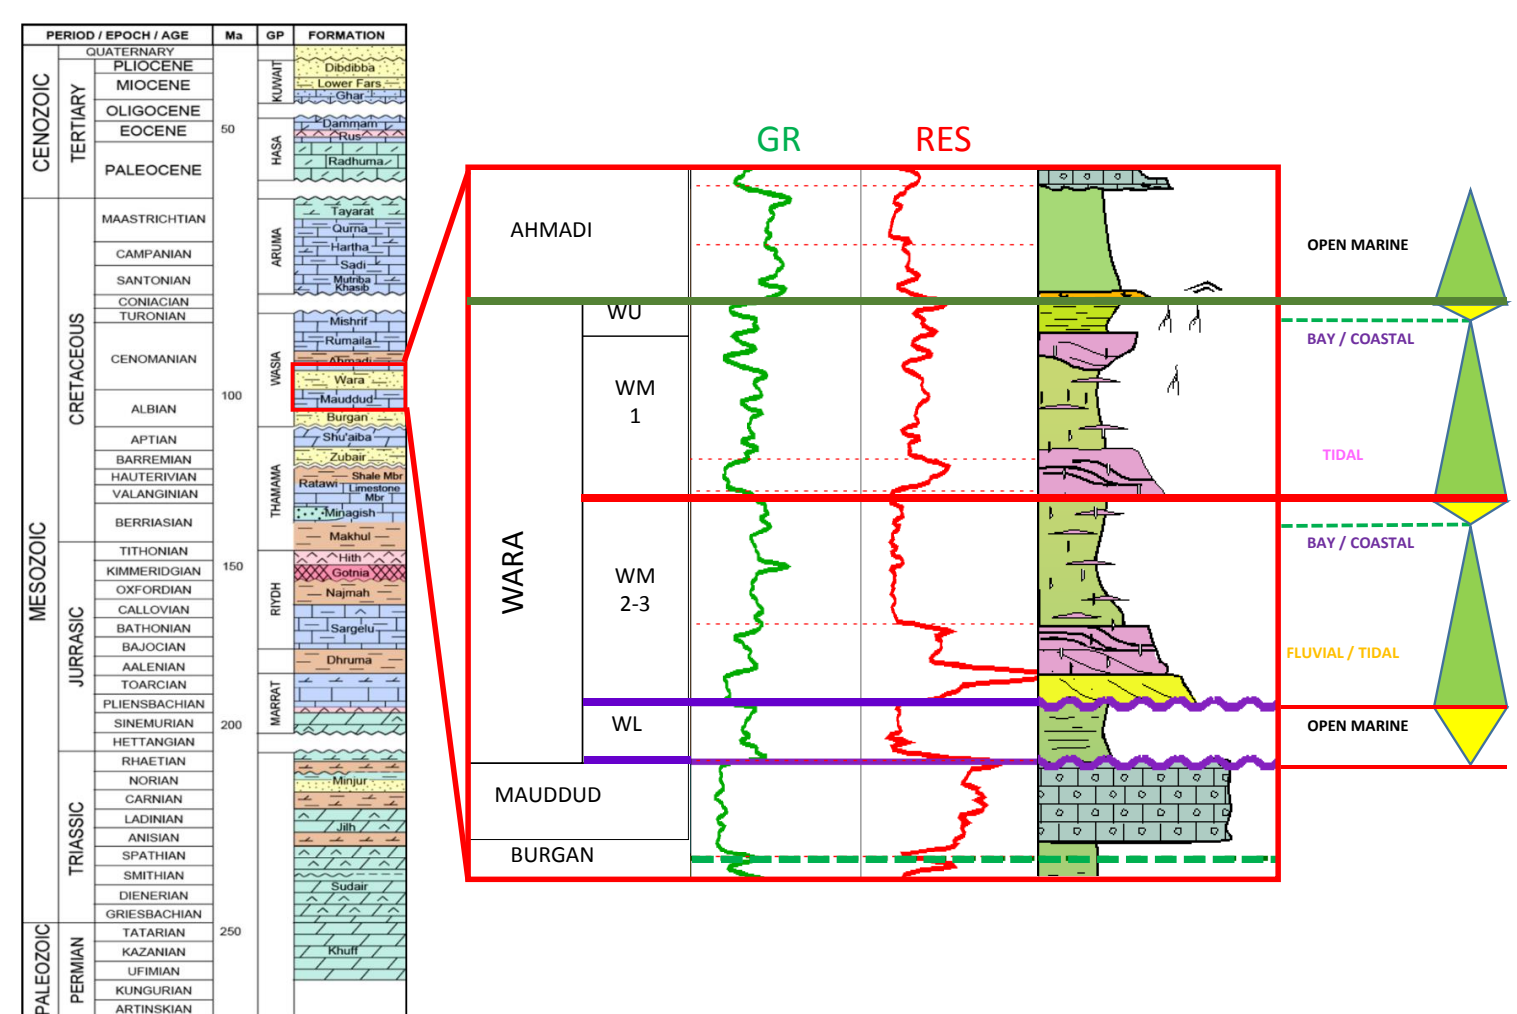 PERIOD / EPOCH / AGE Ma GP FORMATION
CENOZOIC
MESOZOIC
PALEOZOIC
TERTIARY
CRETACEOUS
JURRASIC
TRIASSIC
PERMIAN
QUATERNARY
PLIOCENE
MIOCENE
OLIGOCENE
EOCENE
PALEOCENE
MAASTRICHTIAN
CAMPANIAN
SANTONIAN
CONIACIAN
TURONIAN
CENOMANIAN
ALBIAN
APTIAN
BARREMIAN
HAUTERIVIAN
VALANGINIAN
BERRIASIAN
TITHONIAN
KIMMERIDGIAN
OXFORDIAN
CALLOVIAN
BATHONIAN
BAJOCIAN
AALENIAN
TOARCIAN
PLIENSBACHIAN
SINEMURIAN
HETTANGIAN
RHAETIAN
NORIAN
CARNIAN
LADINIAN
ANISIAN
SPATHIAN
SMITHIAN
DIENERIAN
GRIESBACHIAN
TATARIAN
KAZANIAN
UFIMIAN
KUNGURIAN
ARTINSKIAN
50
100
150
200
250
KUWAIT
HASA
ARUMA
WASIA
THAMAMA
RIYDH
MARRAT
Dibdibba
Lower Fars
Ghar
Dammam
Rus
Radhuma
Tayarat
Qurna
Hartha
Sadi
Mutriba
Khasib
Mishrif
Rumaila
Ahmadi
Wara
Mauddud
Burgan
Shu'aiba
Zubair
Shale Mbr
Ratawi
Limestone
Mbr
Minagish
Makhul
Hith
Gotnia
Najmah
Sargelu
Dhruma
Minjur
Jilh
Sudair
Khuff
GR RES
AHMADI
WARA
WU
WM
1
WM
2-3
WL
MAUDDUD
BURGAN
OPEN MARINE
BAY / COASTAL
TIDAL
BAY / COASTAL
FLUVIAL / TIDAL
OPEN MARINE